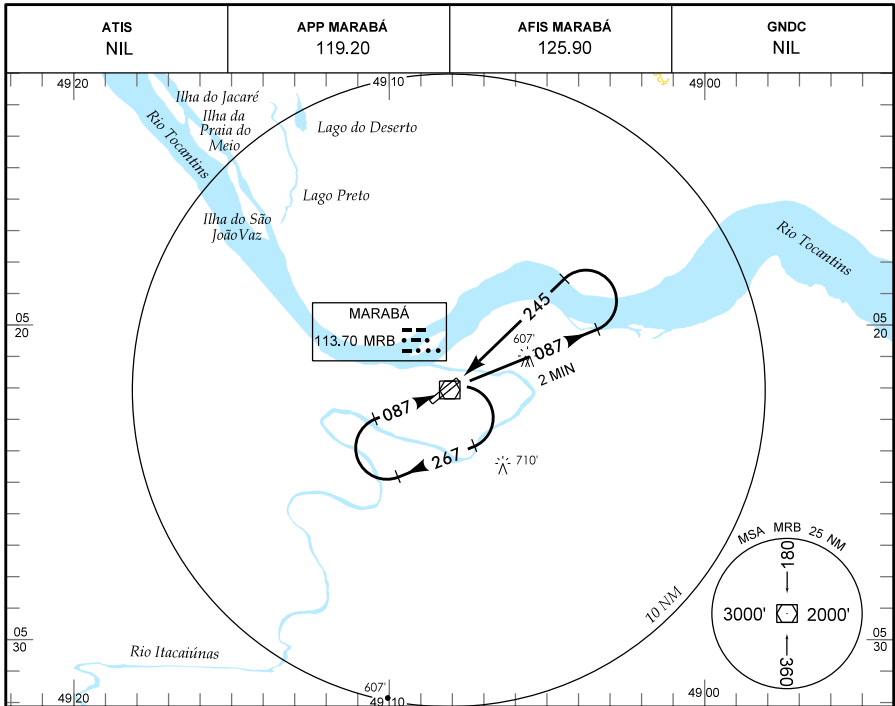 ATIS
NIL
APP MARABÁ
119.20
AFIS MARABÁ
125.90
GNDC
NIL
49 20
49 10
49 00
Ilha do Jacaré
Ilha da
Praia do
Meio
Rio Tocantins
Lago do Deserto
Lago Preto
Ilha do São
JoãoVaz
Rio Tocantins
05
20
05
20
MARABÁ
113.70 MRB
245
607'
087
2 MIN
087
267
710'
MSA MRB 25 NM
180
3000' 2000'
360
10 NM
05
30
05
30
Rio Itacaiúnas
607'
49 20
49 10
49 00